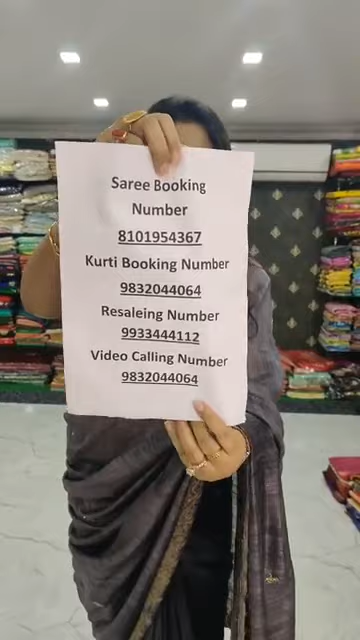 Saree Booking
Number
8101954367
Kurti Booking Number
9832044064
Resaleing Number
9933444112
Video Calling Number
9832044064